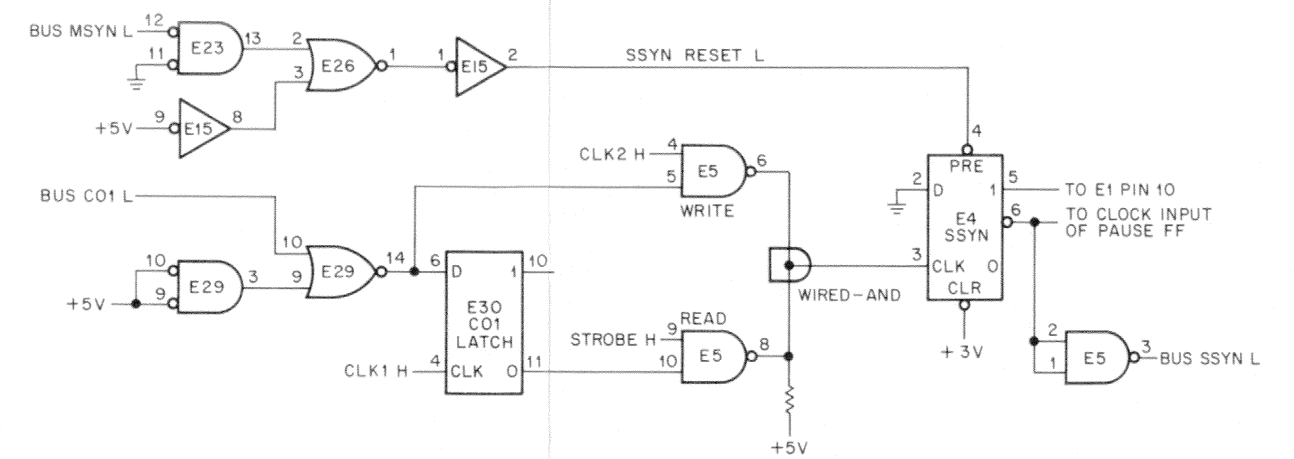 BUS MSYN L
12
11
E23
13
2
3
E26
1
1
E15
2
SSYN RESET L
+5V
9
E15
8
4
PRE
2
D
1
5
TO E1 PIN 10
E4
SSYN
6
TO CLOCK INPUT
OF PAUSE FF
3
CLK
0
CLR
+3V
CLK2 H
4
5
E5
6
WRITE
BUS CO1 L
10
9
E29
14
+5V
10
9
E29
3
6
D
1
10
E30
CO1
LATCH
CLK1 H
4
CLK
0
11
WIRED-AND
READ
STROBE H
9
10
E5
8
+5V
2
1
E5
3
BUS SSYN L